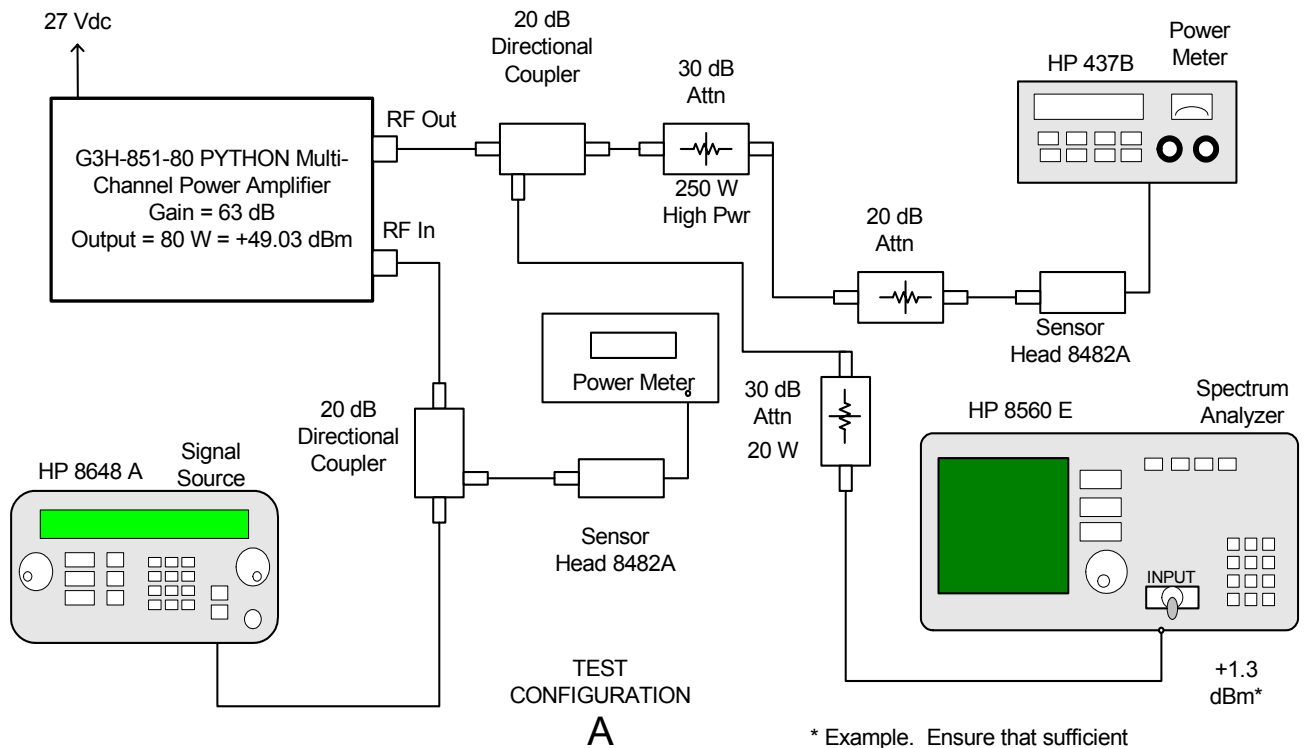 27 Vdc
20 dB
Directional
Coupler
30 dB
Attn
Power
Meter
HP 437B
RF Out
G3H-851-80 PYTHON Multi-
Channel Power Amplifier
Gain = 63 dB
Output = 80 W = +49.03 dBm
RF In
250 W
High Pwr
20 dB
Attn
Sensor
Head 8482A
Power Meter
30 dB
Attn
20 W
20 dB
Directional
Coupler
Sensor
Head 8482A
HP 8648 A
Signal
Source
HP 8560 E
Spectrum
Analyzer
INPUT
+1.3
dBm*
TEST
CONFIGURATION
A
* Example. Ensure that sufficient